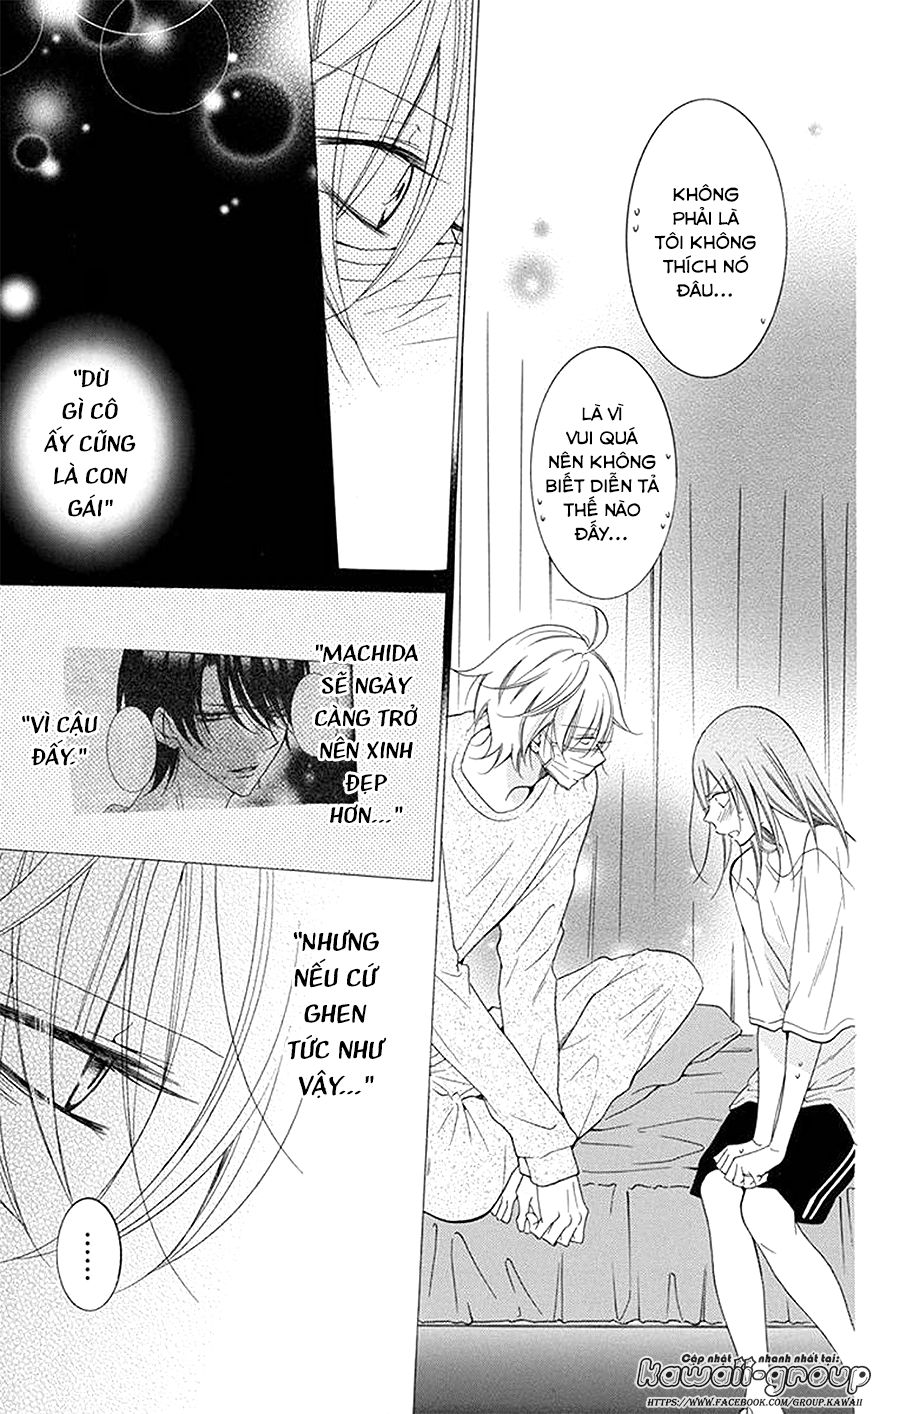 KHÔNG
PHẢI LÀ
TÔI KHÔNG
THÍCH NÓ
ĐÂU...
LÀ VÌ
VUI QUÁ
NÊN KHÔNG
BIẾT DIỄN TẢ
THẾ NÀO
ĐẤY...
"DÙ
GÌ CÔ
ẤY CŨNG
LÀ CON
GÁI"
"MACHIDA
SẼ NGÀY
CÀNG TRỞ
NÊN XINH
ĐẸP
HƠN..."
"VÌ CẬU
ĐẤY."
"NHƯNG
NẾU CỨ
GHEN
TỨC NHƯ
VẬY..."
......
Cập nhật nhanh nhất tại:
kawaii-group
HTTPS://WWW.FACEBOOK.COM/GROUP.KAWAII